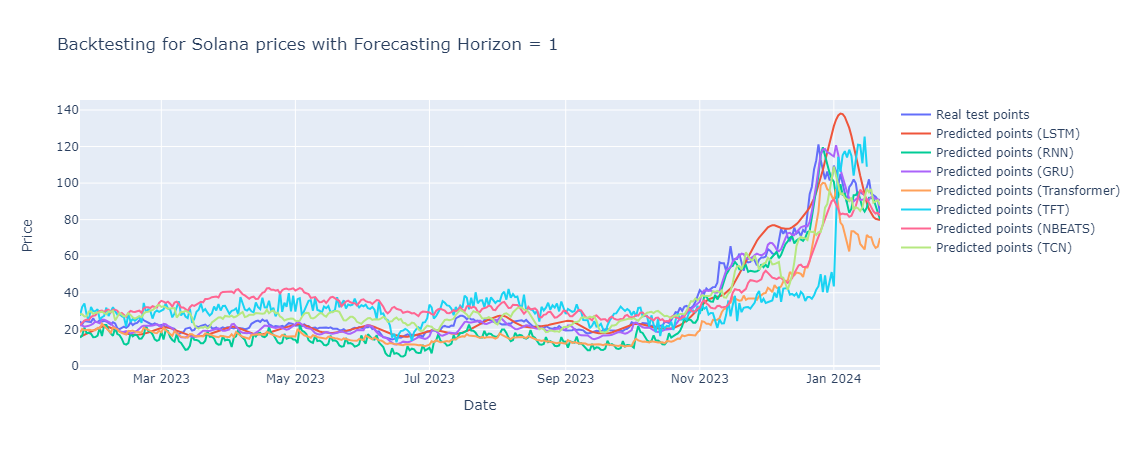 Backtesting for Solana prices with Forecasting Horizon = 1
140
120
100
80
60
40
20
0
Price
Mar 2023
May 2023
Jul 2023
Sep 2023
Nov 2023
Jan 2024
Date
Real test points
Predicted points (LSTM)
Predicted points (RNN)
Predicted points (GRU)
Predicted points (Transformer)
Predicted points (TFT)
Predicted points (NBEATS)
Predicted points (TCN)